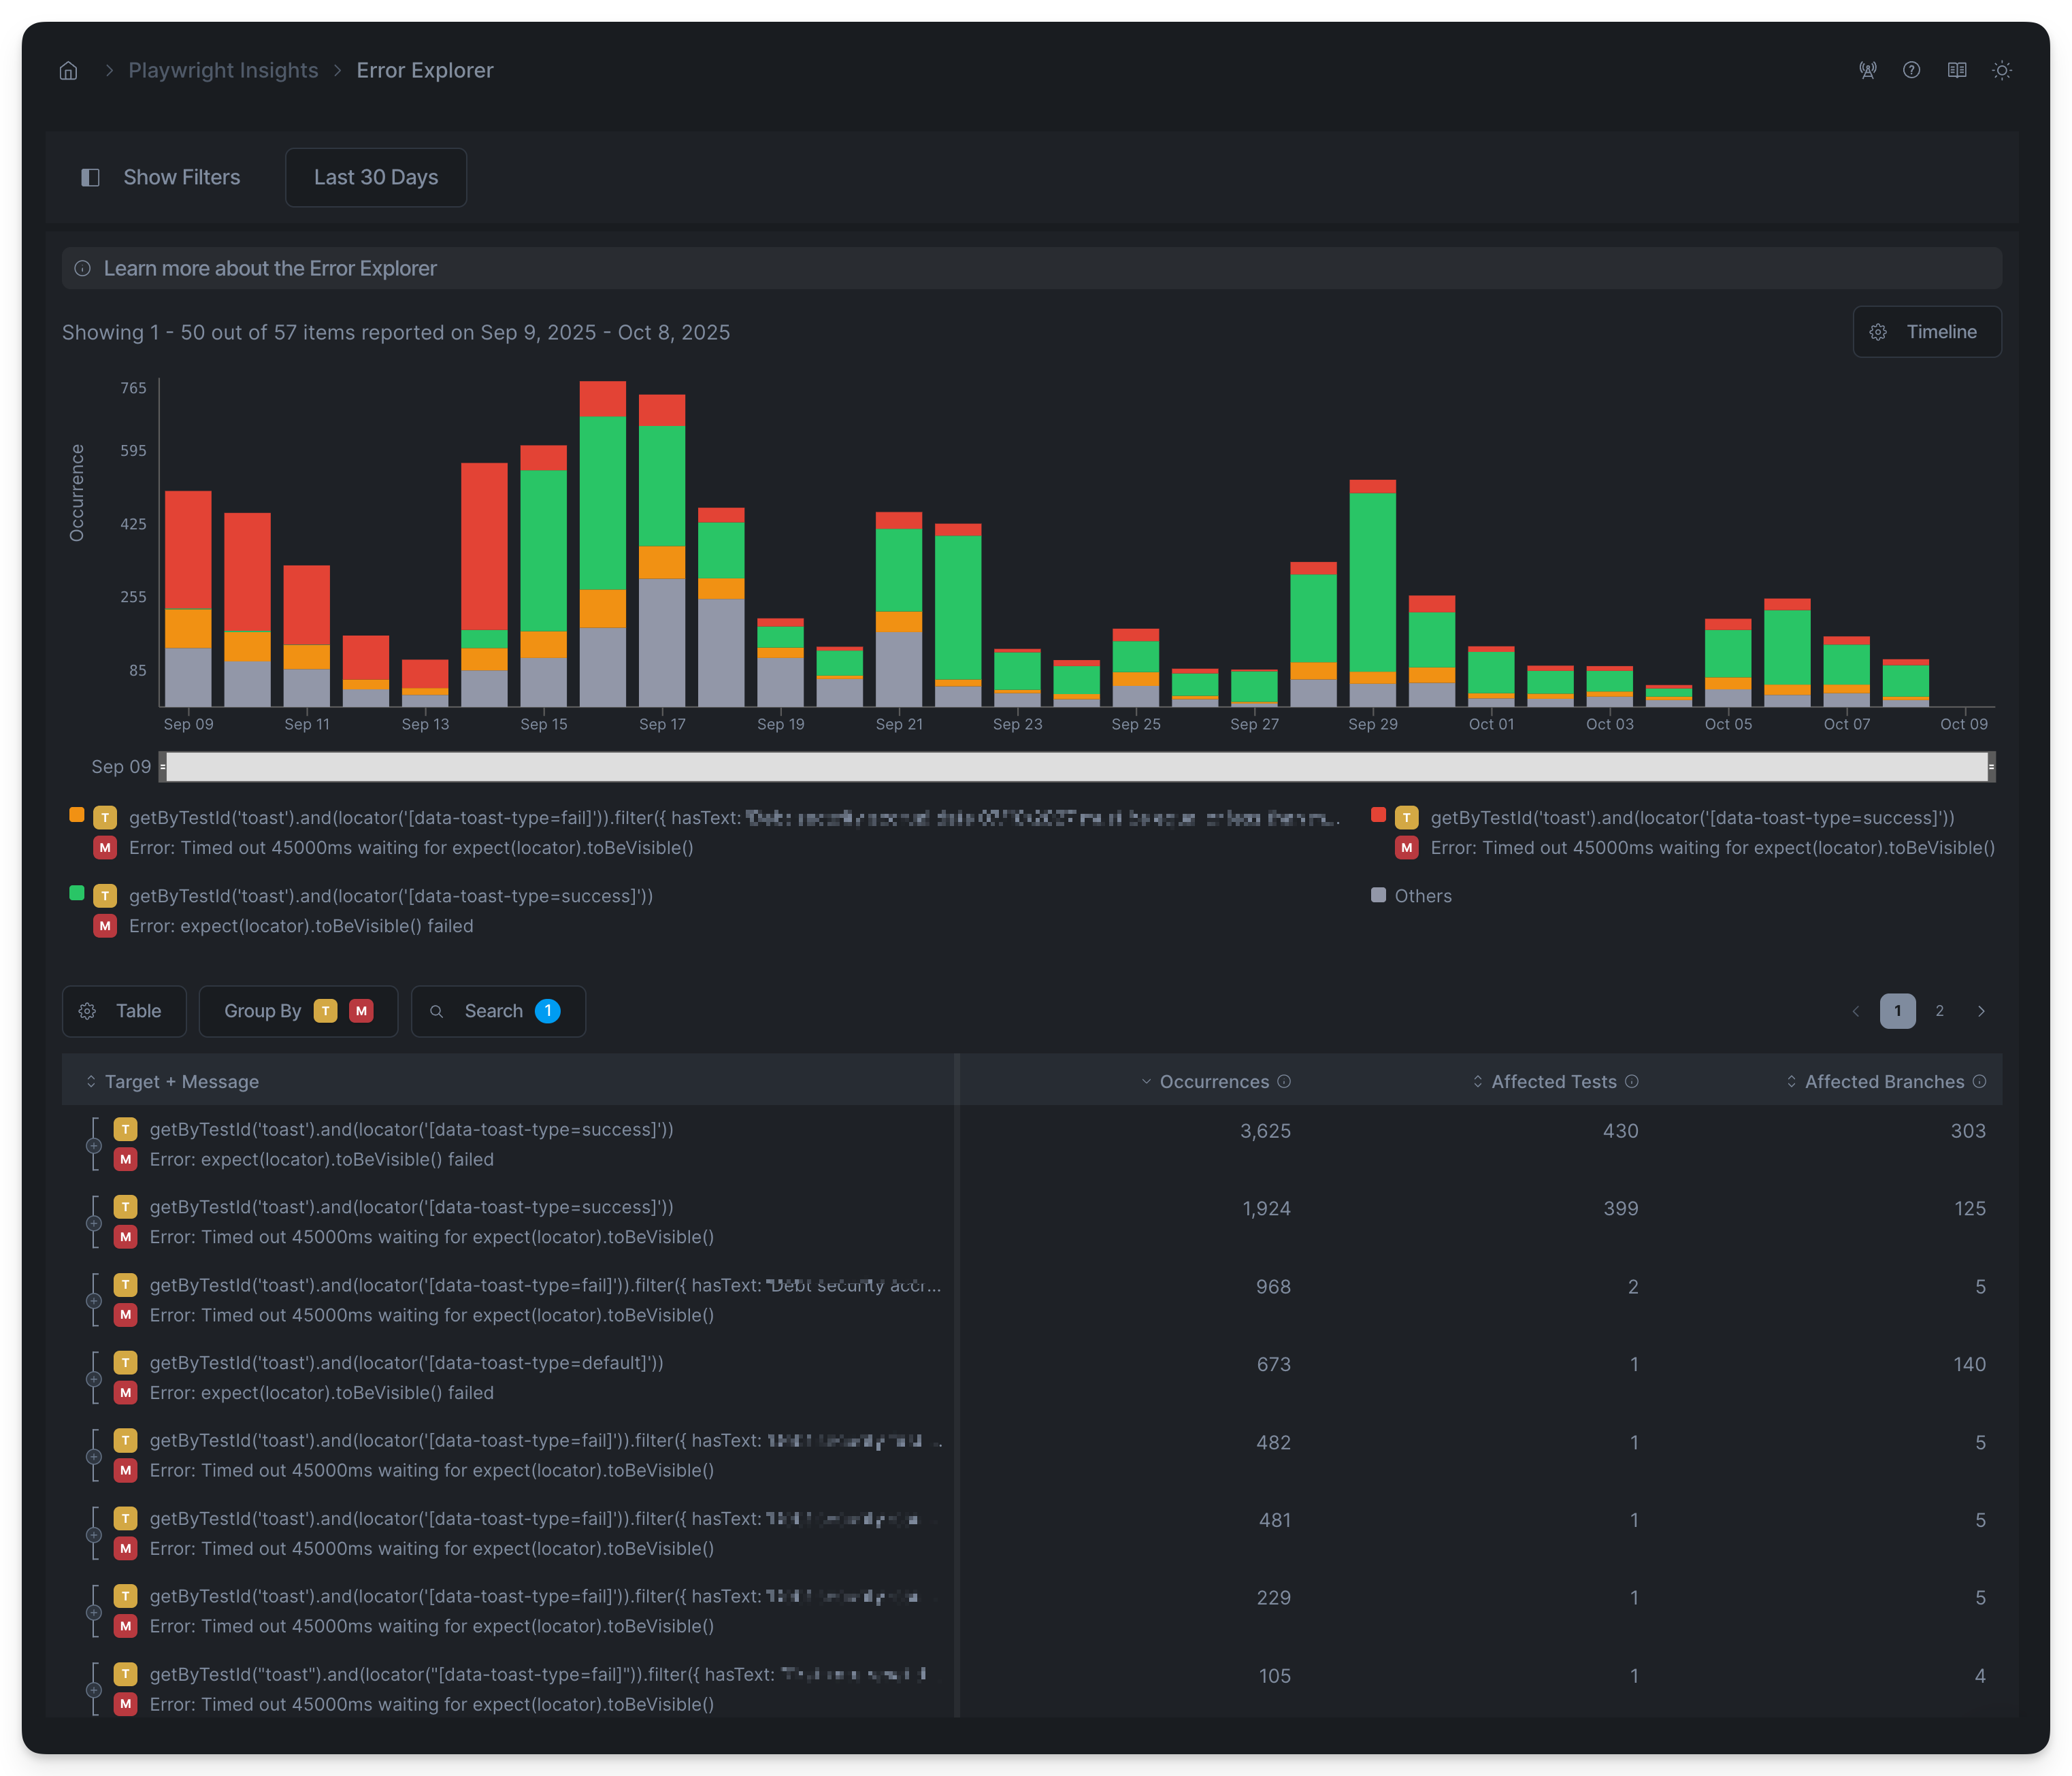 Playwright Insights > Error Explorer
Show Filters
Last 30 Days
Learn more about the Error Explorer
Showing 1 - 50 out of 57 items reported on Sep 9, 2025 - Oct 8, 2025
Timeline
Occurrence
765
595
425
255
85
Sep 09 Sep 11 Sep 13 Sep 15 Sep 17 Sep 19 Sep 21 Sep 23 Sep 25 Sep 27 Sep 29 Oct 01 Oct 03 Oct 05 Oct 07 Oct 09
Sep 09
T getByTestId('toast').and(locator('[data-toast-type=fail]')).filter({ hasText:
M Error: Timed out 45000ms waiting for expect(locator).toBeVisible()
T getByTestId('toast').and(locator('[data-toast-type=success]'))
M Error: Timed out 45000ms waiting for expect(locator).toBeVisible()
T getByTestId('toast').and(locator('[data-toast-type=success]'))
M Error: expect(locator).toBeVisible() failed
Others
Table
Group By T M
Search 1
1 2
Target + Message Occurrences Affected Tests Affected Branches
T getByTestId('toast').and(locator('[data-toast-type=success]'))
M Error: expect(locator).toBeVisible() failed
3,625 430 303
T getByTestId('toast').and(locator('[data-toast-type=success]'))
M Error: Timed out 45000ms waiting for expect(locator).toBeVisible()
1,924 399 125
T getByTestId('toast').and(locator('[data-toast-type=fail]')).filter({ hasText: "Debt security accr...
M Error: Timed out 45000ms waiting for expect(locator).toBeVisible()
968 2 5
T getByTestId('toast').and(locator('[data-toast-type=default]'))
M Error: expect(locator).toBeVisible() failed
673 1 140
T getByTestId('toast').and(locator('[data-toast-type=fail]')).filter({ hasText:
M Error: Timed out 45000ms waiting for expect(locator).toBeVisible()
482 1 5
T getByTestId('toast').and(locator('[data-toast-type=fail]')).filter({ hasText:
M Error: Timed out 45000ms waiting for expect(locator).toBeVisible()
481 1 5
T getByTestId('toast').and(locator('[data-toast-type=fail]')).filter({ hasText:
M Error: Timed out 45000ms waiting for expect(locator).toBeVisible()
229 1 5
T getByTestId("toast").and(locator("[data-toast-type=fail]")).filter({ hasText:
M Error: Timed out 45000ms waiting for expect(locator).toBeVisible()
105 1 4